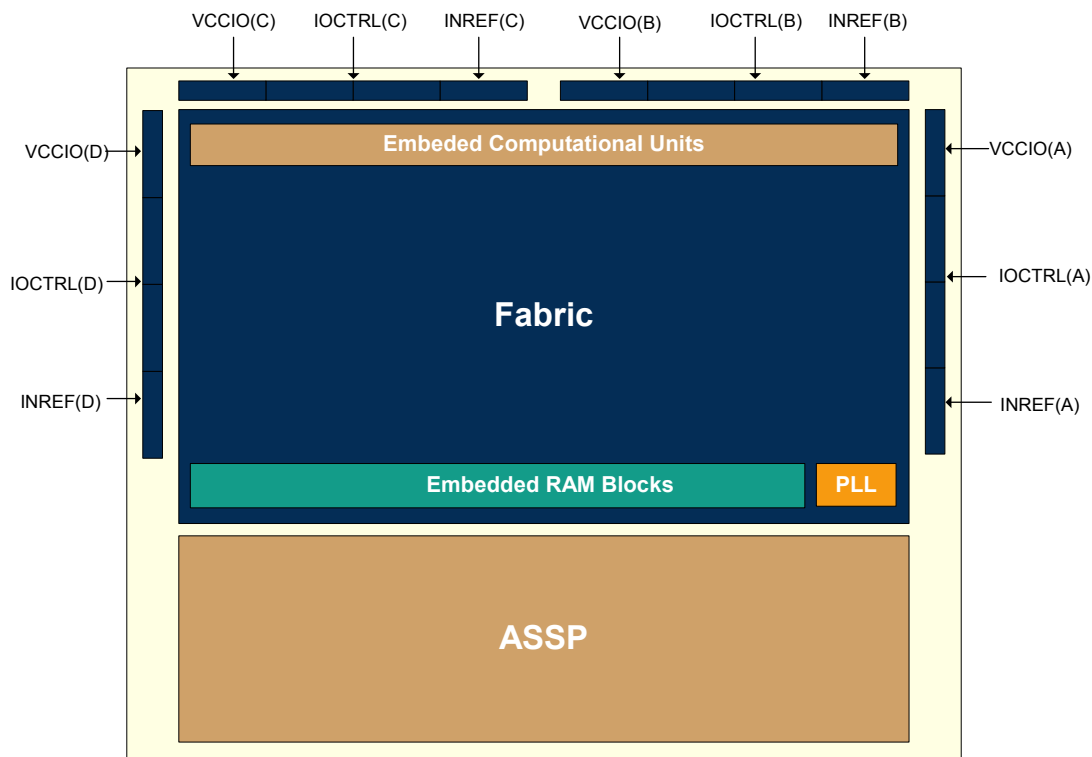 VCCIO(C) IOCTRL(C) INREF(C) VCCIO(B) IOCTRL(B) INREF(B)
Embeded Computational Units
VCCIO(D) VCCIO(A)
IOCTRL(D) IOCTRL(A)
Fabric
INREF(D) INREF(A)
Embedded RAM Blocks PLL
ASSP